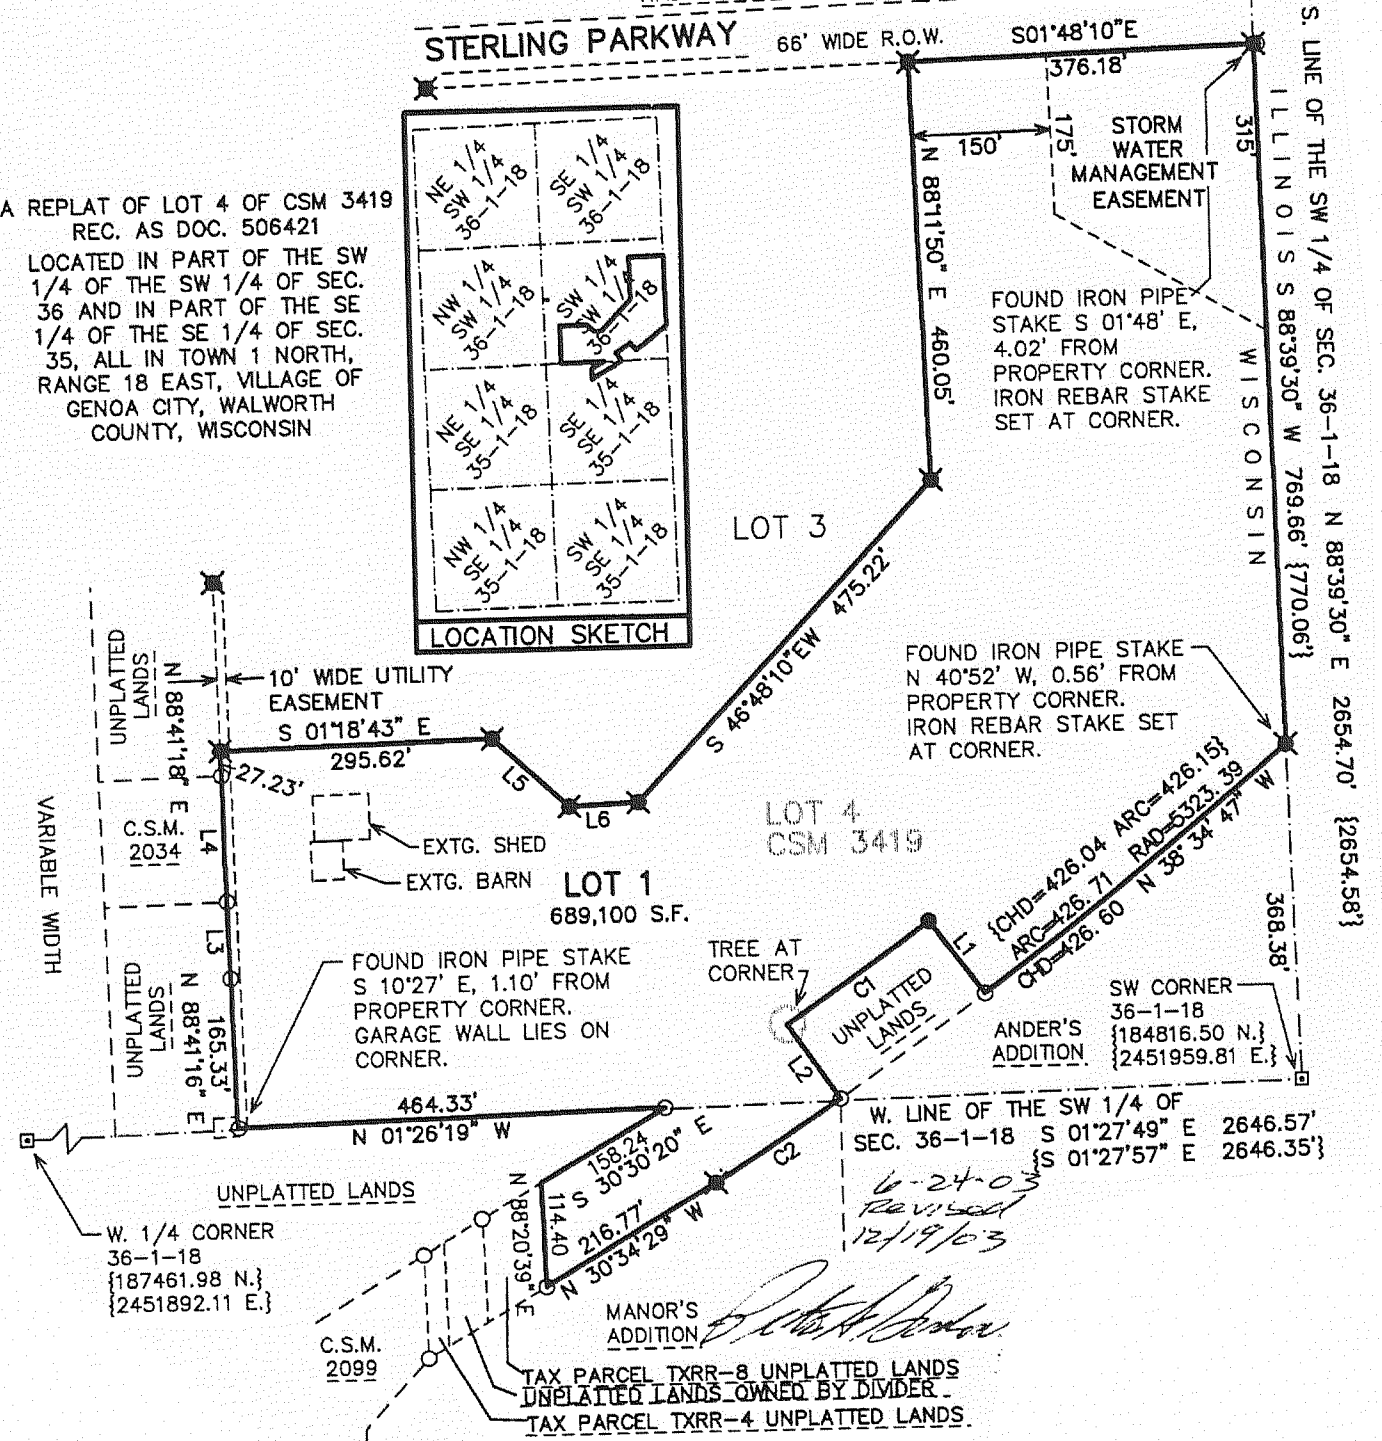 STERLING PARKWAY
66' WIDE R.O.W.
S01°48'10"E
376.18'
150'
175'
315'
STORM
WATER
MANAGEMENT
EASEMENT
N 88°11'50" E 460.05'
A REPLAT OF LOT 4 OF CSM 3419
REC. AS DOC. 506421
LOCATED IN PART OF THE SW
1/4 OF THE SW 1/4 OF SEC.
36 AND IN PART OF THE SE
1/4 OF THE SE 1/4 OF SEC.
35, ALL IN TOWN 1 NORTH,
RANGE 18 EAST, VILLAGE OF
GENOA CITY, WALWORTH
COUNTY, WISCONSIN
NE 1/4
SW 1/4
36-1-18
SE 1/4
SW 1/4
36-1-18
NW 1/4
SW 1/4
36-1-18
SW 1/4
SW 1/4
36-1-18
NE 1/4
SE 1/4
35-1-18
SE 1/4
SE 1/4
35-1-18
NW 1/4
SE 1/4
35-1-18
SW 1/4
SE 1/4
35-1-18
LOCATION SKETCH
S. LINE OF THE SW 1/4 OF SEC. 36-1-18 N 88°39'30" E 2654.70' {2654.58'}
ILLINOIS S 88°39'30" W 769.66' {770.06'}
WISCONSIN
FOUND IRON PIPE
STAKE S 01°48' E,
4.02' FROM
PROPERTY CORNER.
IRON REBAR STAKE
SET AT CORNER.
LOT 3
S 46°48'10"EW 475.22'
FOUND IRON PIPE STAKE
N 40°52' W, 0.56' FROM
PROPERTY CORNER.
IRON REBAR STAKE SET
AT CORNER.
UNPLATTED
LANDS
N 88°41'18" E
10' WIDE UTILITY
EASEMENT
S 01°18'43" E
295.62'
27.23'
L5
L6
L4
C.S.M.
2034
EXTG. SHED
EXTG. BARN
LOT 1
689,100 S.F.
LOT 4
CSM 3419
VARIABLE WIDTH
{CHD=426.04 ARC=426.15}
ARC=426.71 RAD=5323.39
CHD=426.60 N 38°34'47" W
368.38'
L3
UNPLATTED
LANDS
N 88°41'16" E
165.33'
FOUND IRON PIPE STAKE
S 10°27' E, 1.10' FROM
PROPERTY CORNER.
GARAGE WALL LIES ON
CORNER.
TREE AT
CORNER
L1
C1
UNPLATTED
LANDS
L2
ANDER'S
ADDITION
SW CORNER
36-1-18
{184816.50 N.}
{2451959.81 E.}
464.33'
N 01°26'19" W
W. LINE OF THE SW 1/4 OF
SEC. 36-1-18 S 01°27'49" E 2646.57'
{S 01°27'57" E 2646.35'}
158.24
S 30°30'20" E
C2
UNPLATTED LANDS
N 88°20'39" E
114.40
216.77'
N 30°34'29" W
6-24-03
Revised
12/19/03
W. 1/4 CORNER
36-1-18
{187461.98 N.}
{2451892.11 E.}
MANOR'S
ADDITION
C.S.M.
2099
TAX PARCEL TXRR-8 UNPLATTED LANDS
UNPLATTED LANDS OWNED BY DIVIDER
TAX PARCEL TXRR-4 UNPLATTED LANDS